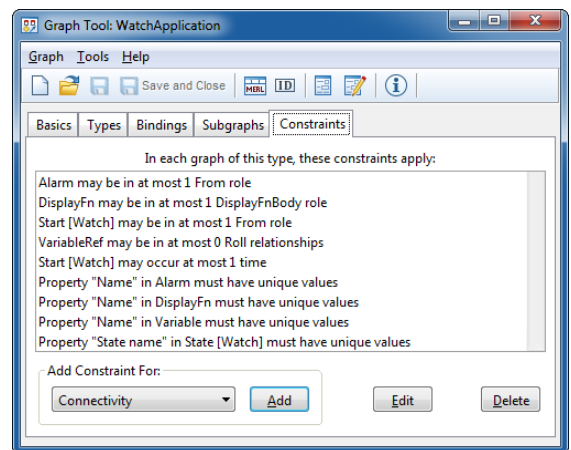 Graph Tool: WatchApplication
Graph Tools Help
Save and Close MERL ID
Basics Types Bindings Subgraphs Constraints
In each graph of this type, these constraints apply:
Alarm may be in at most 1 From role
DisplayFn may be in at most 1 DisplayFnBody role
Start [Watch] may be in at most 1 From role
VariableRef may be in at most 0 Roll relationships
Start [Watch] may occur at most 1 time
Property "Name" in Alarm must have unique values
Property "Name" in DisplayFn must have unique values
Property "Name" in Variable must have unique values
Property "State name" in State [Watch] must have unique values
Add Constraint For:
Connectivity Add Edit Delete